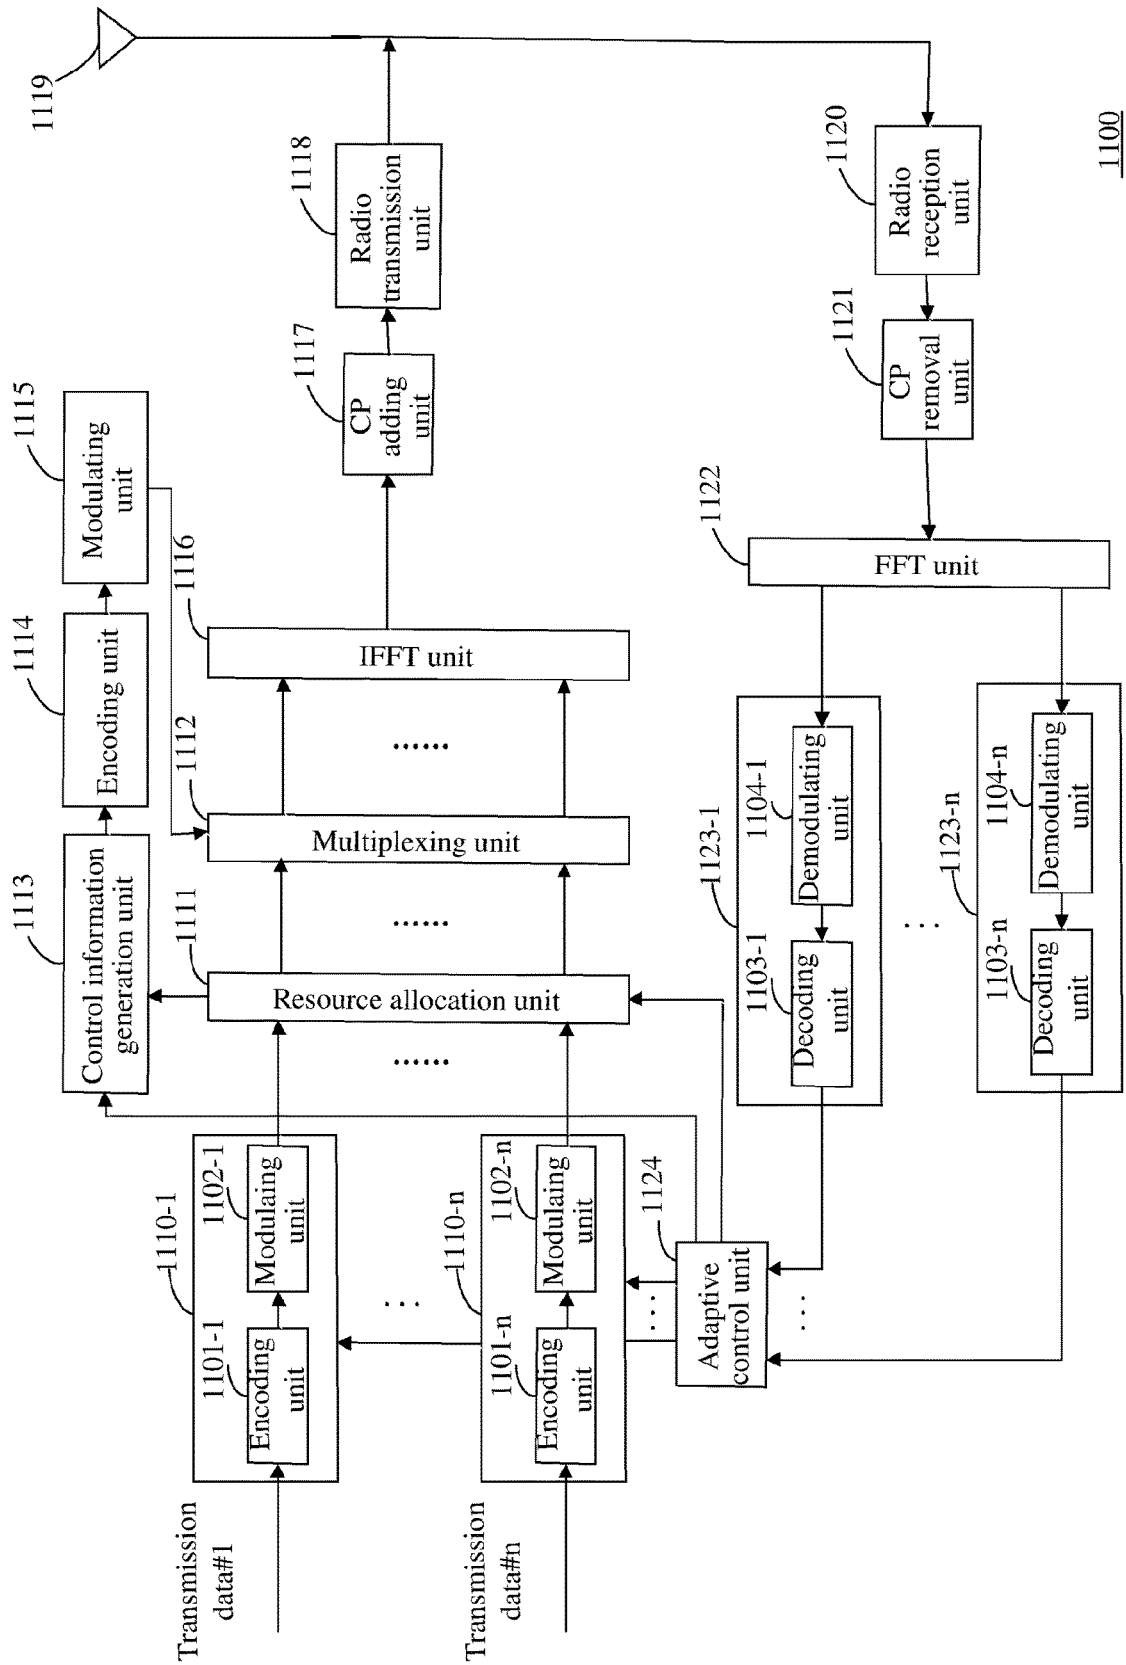 1119
1118
Radio
transmission
unit
1117
CP
adding
unit
1115
Modulating
unit
1114
Encoding unit
1113
Control information
generation unit
1116
IFFT unit
......
1112
Multiplexing unit
......
1111
Resource allocation unit
......
1110-1
1102-1
Modulaing
unit
1101-1
Encoding
unit
Transmission
data#1
...
1110-n
1102-n
Modulaing
unit
1101-n
Encoding
unit
Transmission
data#n
...
1124
Adaptive
control unit
...
1120
Radio
reception
unit
1121
CP
removal
unit
1122
FFT unit
1123-1
1104-1
Demodulating
unit
1103-1
Decoding
unit
...
1123-n
1104-n
Demodulating
unit
1103-n
Decoding
unit
1100